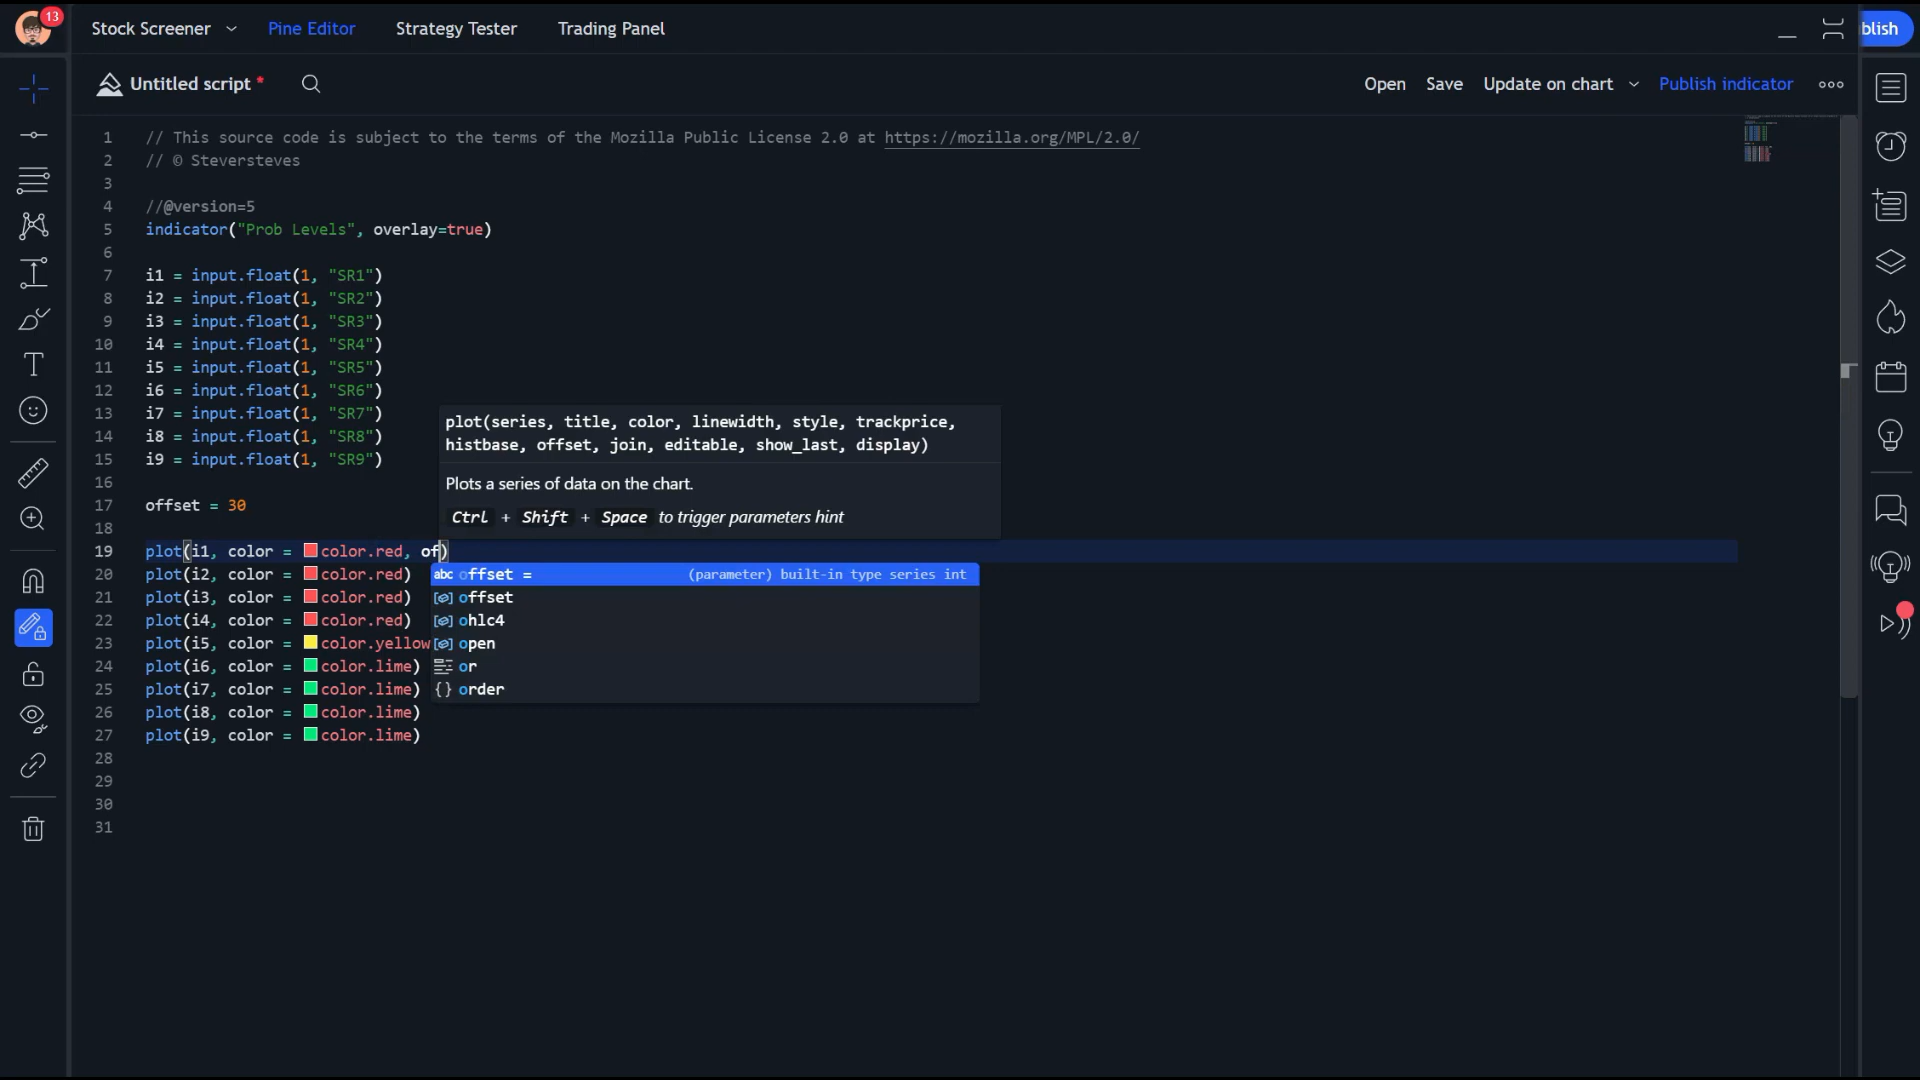 13
Stock Screener Pine Editor Strategy Tester Trading Panel
blish
Untitled script *
Open Save Update on chart Publish indicator
1 // This source code is subject to the terms of the Mozilla Public License 2.0 at https://mozilla.org/MPL/2.0/
2 // © Steversteves
3
4 //@version=5
5 indicator("Prob Levels", overlay=true)
6
7 i1 = input.float(1, "SR1")
8 i2 = input.float(1, "SR2")
9 i3 = input.float(1, "SR3")
10 i4 = input.float(1, "SR4")
11 i5 = input.float(1, "SR5")
12 i6 = input.float(1, "SR6")
13 i7 = input.float(1, "SR7")
14 i8 = input.float(1, "SR8")
15 i9 = input.float(1, "SR9")
16
17 offset = 30
18
plot(series, title, color, linewidth, style, trackprice,
histbase, offset, join, editable, show_last, display)
Plots a series of data on the chart.
Ctrl + Shift + Space to trigger parameters hint
19 plot(i1, color = color.red, of)
20 plot(i2, color = color.red)
21 plot(i3, color = color.red)
22 plot(i4, color = color.red)
23 plot(i5, color = color.yellow
24 plot(i6, color = color.lime)
25 plot(i7, color = color.lime)
26 plot(i8, color = color.lime)
27 plot(i9, color = color.lime)
28
29
30
31
abc offset = (parameter) built-in type series int
offset
ohlc4
open
or
{} order